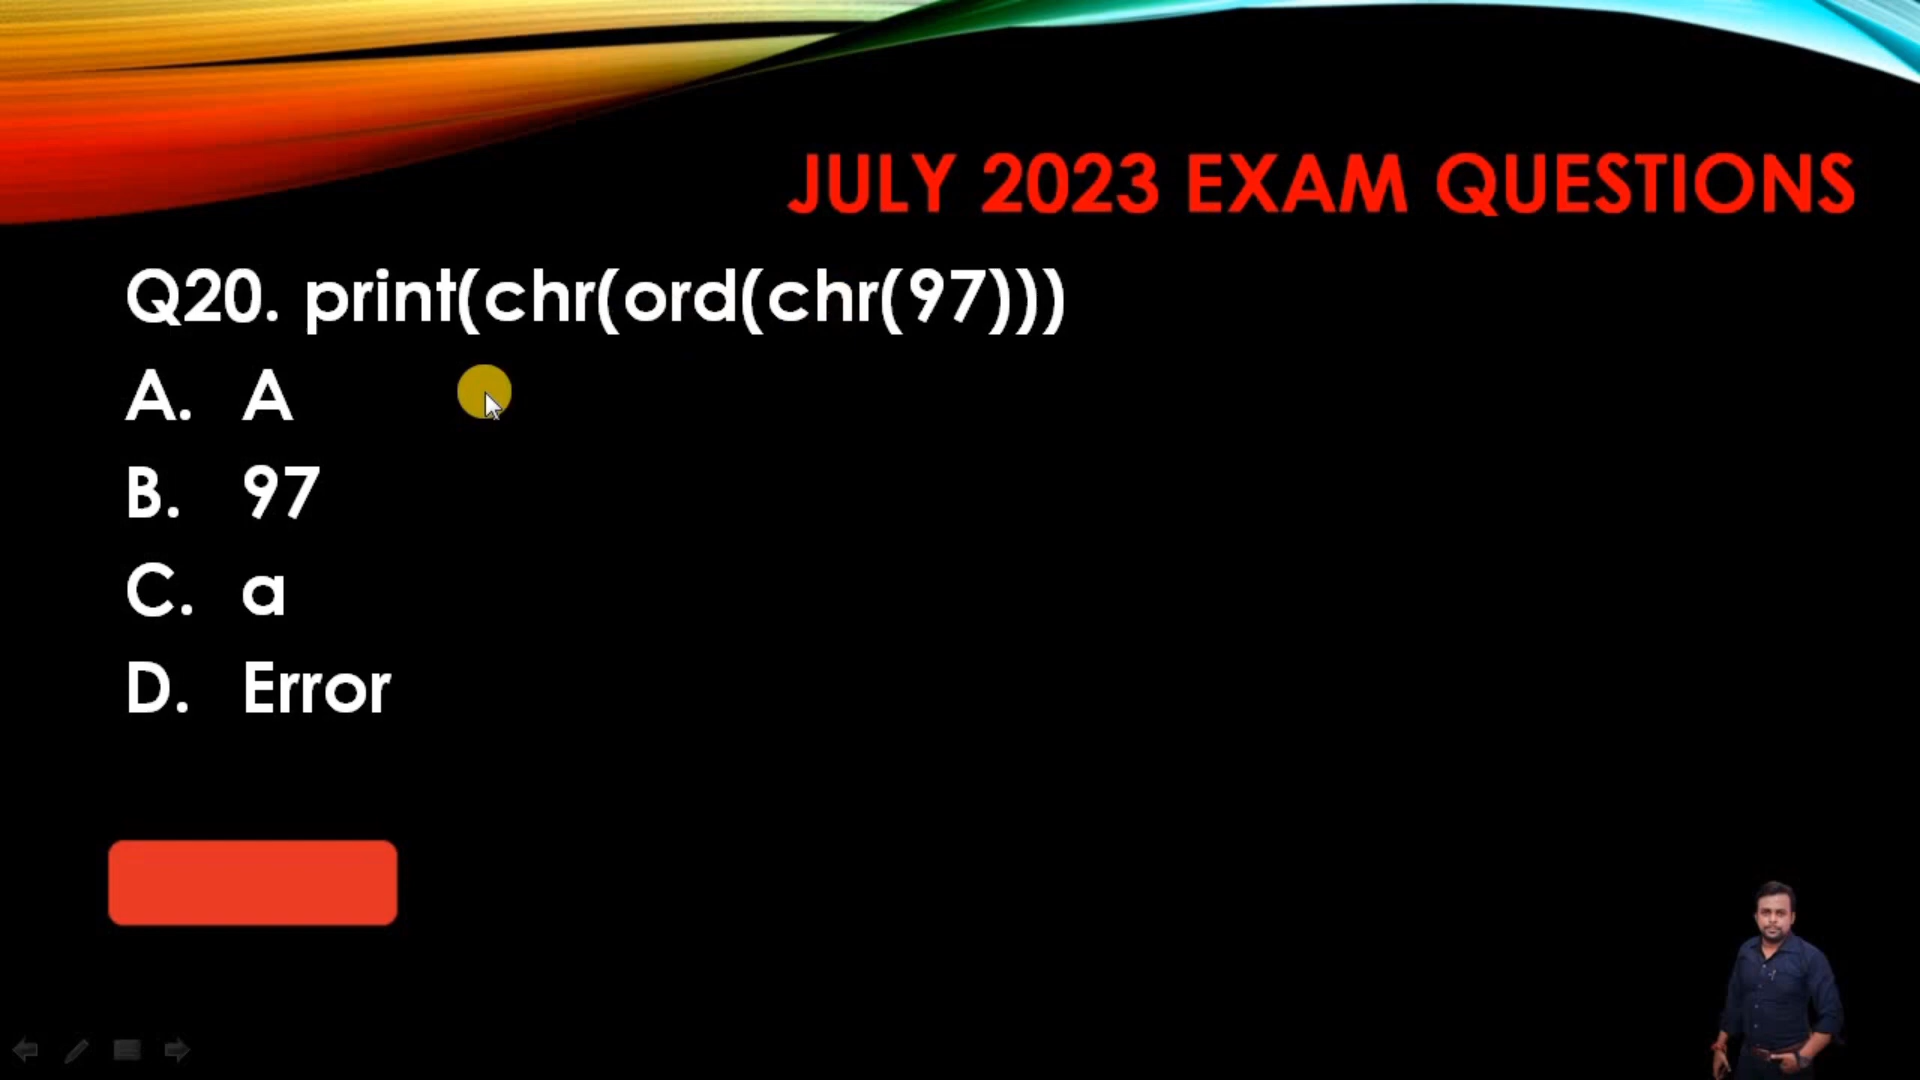 JULY 2023 EXAM QUESTIONS
Q20. print(chr(ord(chr(97)))
A. A
B. 97
C. a
D. Error